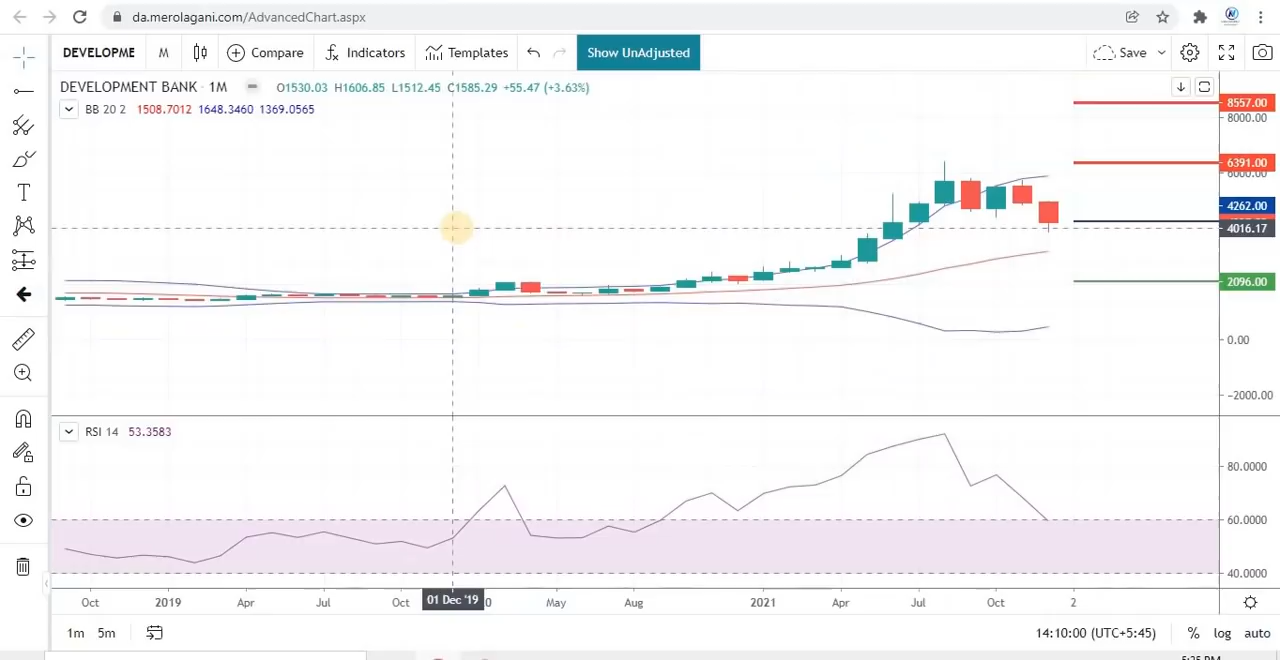 da.merolagani.com/AdvancedChart.aspx
DEVELOPME M Compare Indicators Templates Show UnAdjusted Save
DEVELOPMENT BANK · 1M O1530.03 H1606.85 L1512.45 C1585.29 +55.47 (+3.63%)
BB 20 2 1508.7012 1648.3460 1369.0565
8557.00
8000.00
6391.00
6000.00
4262.00
4016.17
2096.00
0.00
−2000.00
RSI 14 53.3583
80.0000
60.0000
40.0000
Oct 2019 Apr Jul Oct 01 Dec '19 0 May Aug 2021 Apr Jul Oct 2
1m 5m 14:10:00 (UTC+5:45) % log auto
5:25 PM